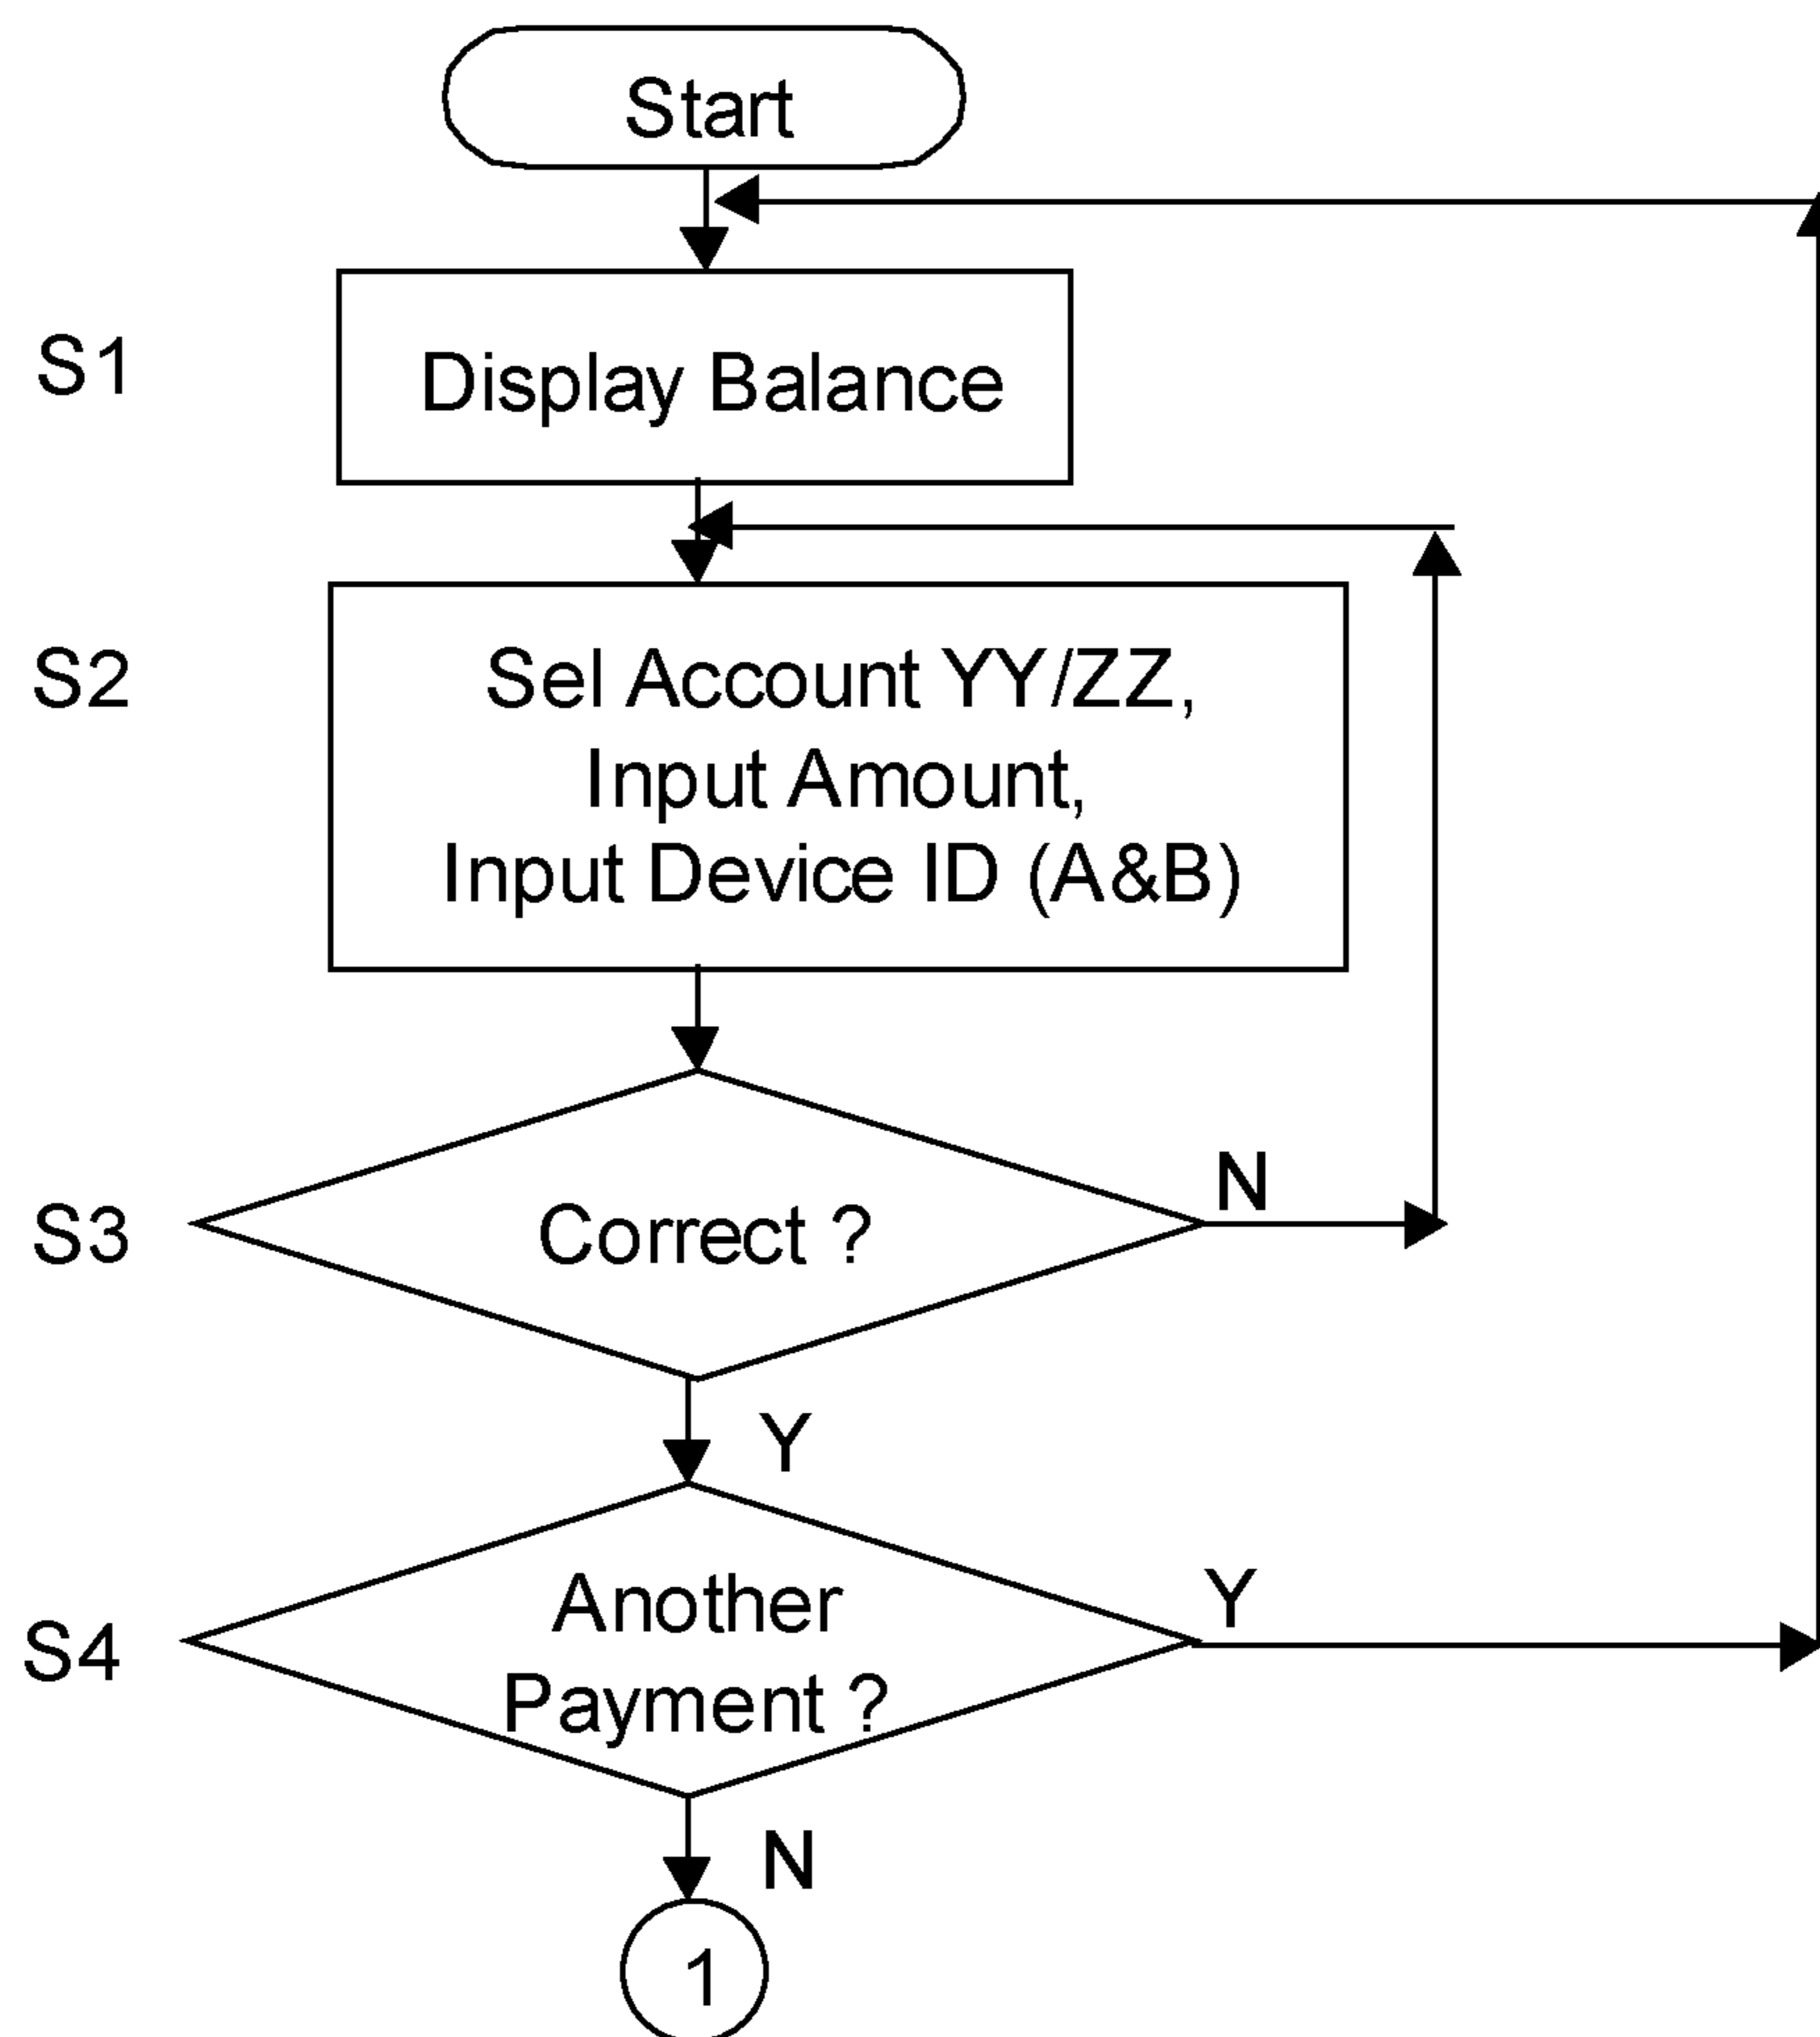 Start
S1
Display Balance
S2
Sel Account YY/ZZ,
Input Amount,
Input Device ID (A&B)
S3
Correct ?
N
Y
S4
Another
Payment ?
Y
N
1